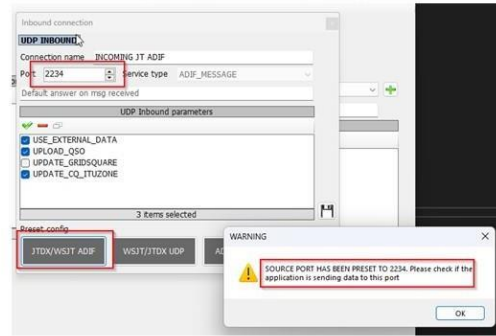 Inbound connection
UDP INBOUND
Connection name INCOMING JT ADIF
Port 2234 Service type ADIF_MESSAGE
Default answer on msg received
UDP Inbound parameters
USE_EXTERNAL_DATA
UPLOAD_QSO
UPDATE_GRIDSQUARE
UPDATE_CQ_ITUZONE
3 items selected
Preset config
JTDX/WSJT ADIF WSJT/JTDX UDP
WARNING
SOURCE PORT HAS BEEN PRESET TO 2234. Please check if the
application is sending data to this port
OK